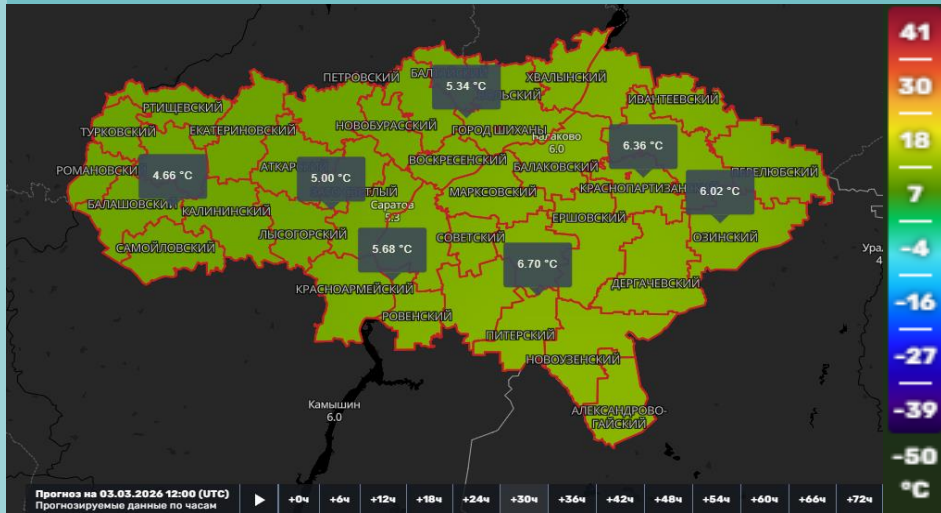 ПЕТРОВСКИЙ
ХВАЛЫНСКИЙ
5.34 °C
ИВАНТЕЕВСКИЙ
РТИЩЕВСКИЙ
ТУРКОВСКИЙ
ЕКАТЕРИНОВСКИЙ
НОВОБУРАССКИЙ
ГОРОД ШИХАНЫ
Балаково
6.0
6.36 °C
4.66 °C
5.00 °C
ВОСКРЕСЕНСКИЙ
БАЛАКОВСКИЙ
ПЕРЕЛЮБСКИЙ
6.02 °C
МАРКСОВСКИЙ
КАЛИНИНСКИЙ
Саратов
5.3
ЕРШОВСКИЙ
ЛЫСОГОРСКИЙ
СОВЕТСКИЙ
ОЗИНСКИЙ
САМОЙЛОВСКИЙ
5.68 °C
6.70 °C
КРАСНОАРМЕЙСКИЙ
ДЕРГАЧЕВСКИЙ
РОВЕНСКИЙ
ПИТЕРСКИЙ
НОВОУЗЕНСКИЙ
Камышин
6.0
АЛЕКСАНДРОВО-
ГАЙСКИЙ
41
30
18
7
-4
-16
-27
-39
-50
°C
Прогноз на 03.03.2026 12:00 (UTC)
Прогнозируемые данные по часам
+0ч +6ч +12ч +18ч +24ч +30ч +36ч +42ч +48ч +54ч +60ч +66ч +72ч